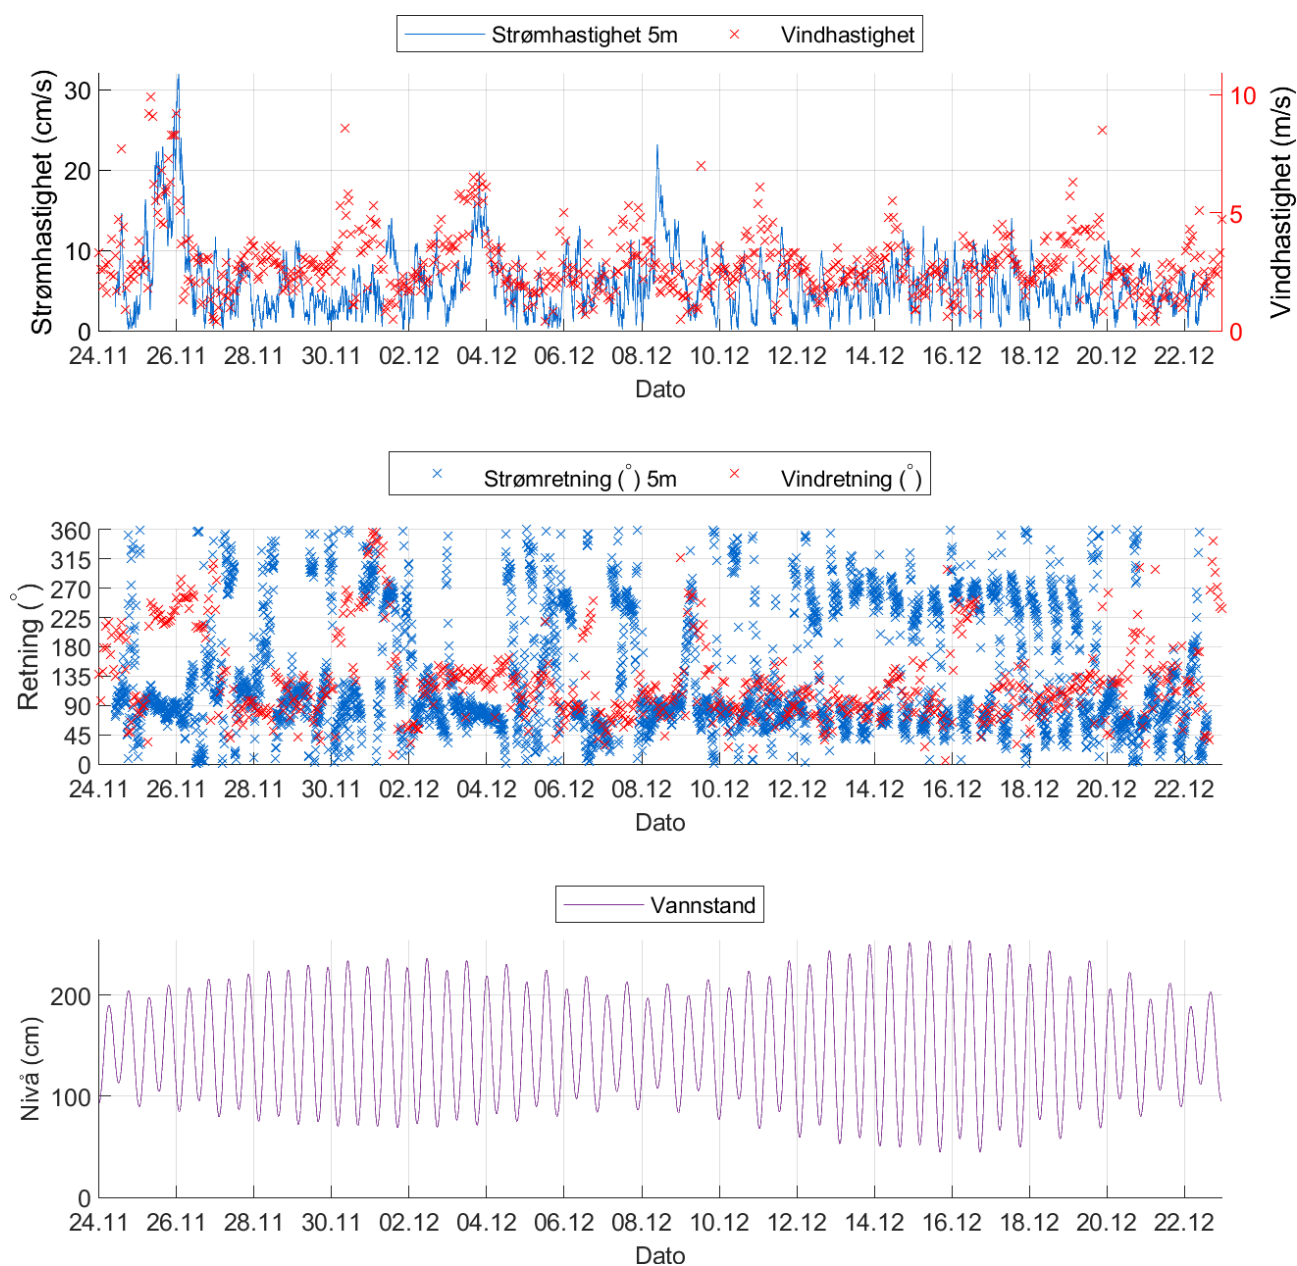 Strømhastighet 5m Vindhastighet
Strømhastighet (cm/s)
30
20
10
0
10
5
0
Vindhastighet (m/s)
24.11 26.11 28.11 30.11 02.12 04.12 06.12 08.12 10.12 12.12 14.12 16.12 18.12 20.12 22.12
Dato
Strømretning (°) 5m Vindretning (°)
Retning (°)
360
315
270
225
180
135
90
45
0
24.11 26.11 28.11 30.11 02.12 04.12 06.12 08.12 10.12 12.12 14.12 16.12 18.12 20.12 22.12
Dato
Vannstand
Nivå (cm)
200
100
0
24.11 26.11 28.11 30.11 02.12 04.12 06.12 08.12 10.12 12.12 14.12 16.12 18.12 20.12 22.12
Dato